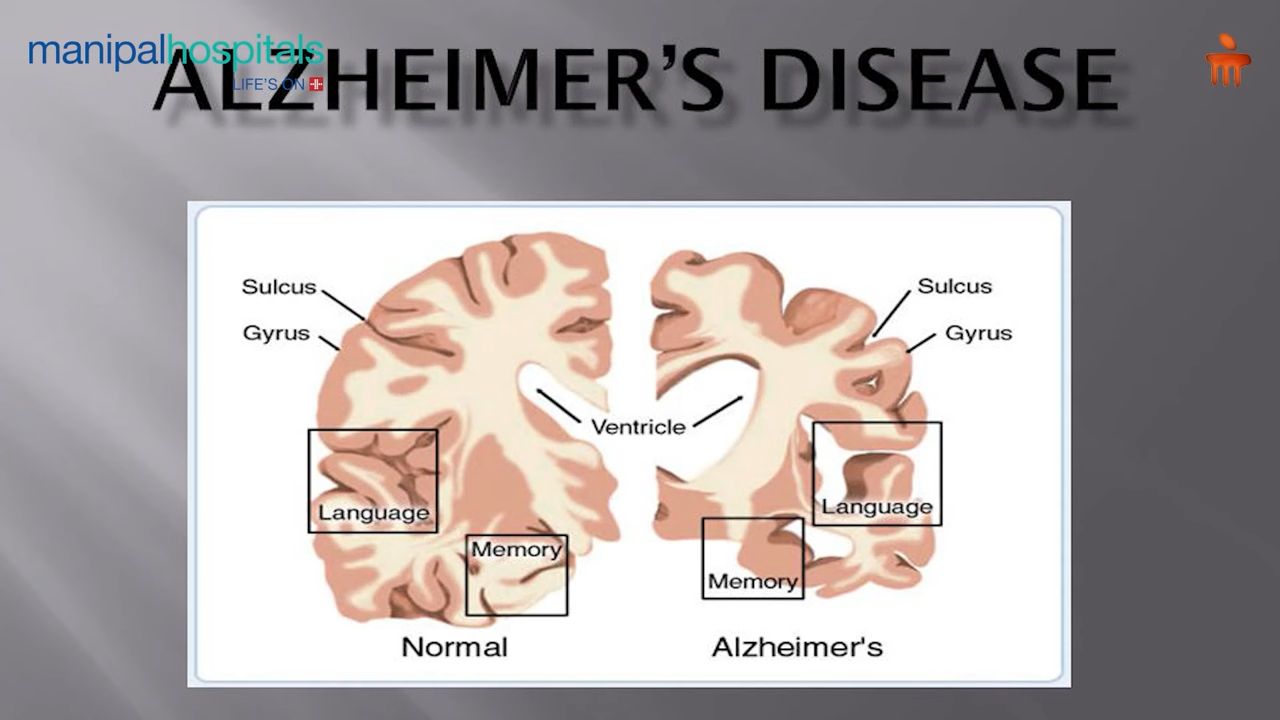 manipalhospitals
LIFE'S ON
ALZHEIMER’S DISEASE
Sulcus
Gyrus
Sulcus
Gyrus
Ventricle
Language
Language
Memory
Memory
Normal
Alzheimer's